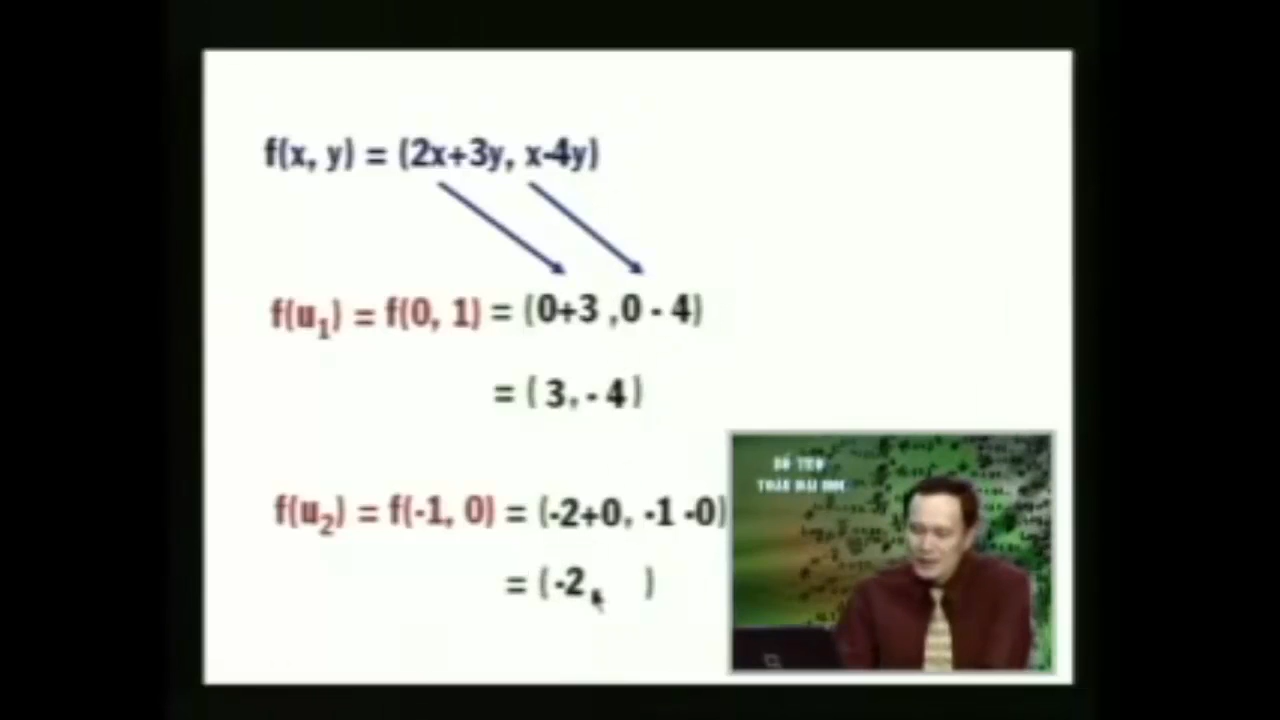 f(x, y) = (2x+3y, x-4y)
f(u₁) = f(0, 1) = (0+3 ,0 - 4)
= ( 3, - 4 )
f(u₂) = f(-1, 0) = (-2+0, -1 -0)
= ( -2, )